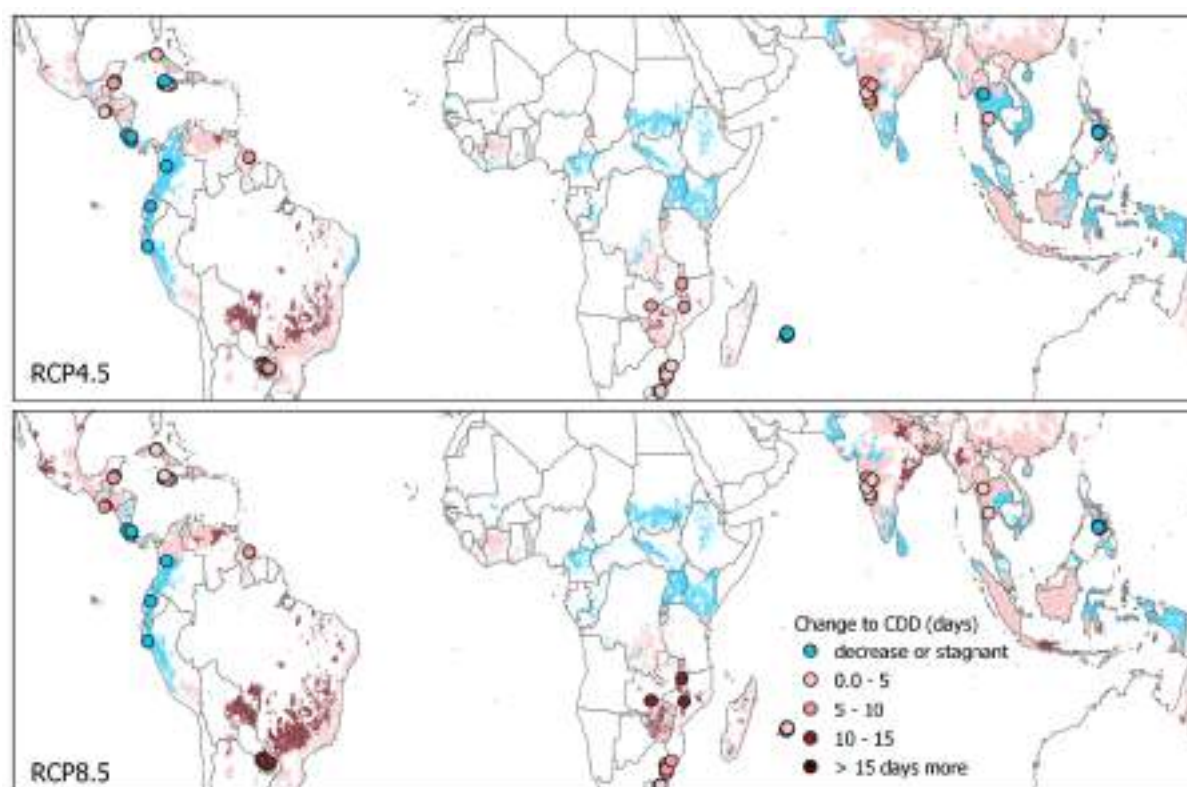 RCP4.5
Change to CDD (days)
decrease or stagnant
0.0 - 5
5 - 10
10 - 15
> 15 days more
RCP8.5